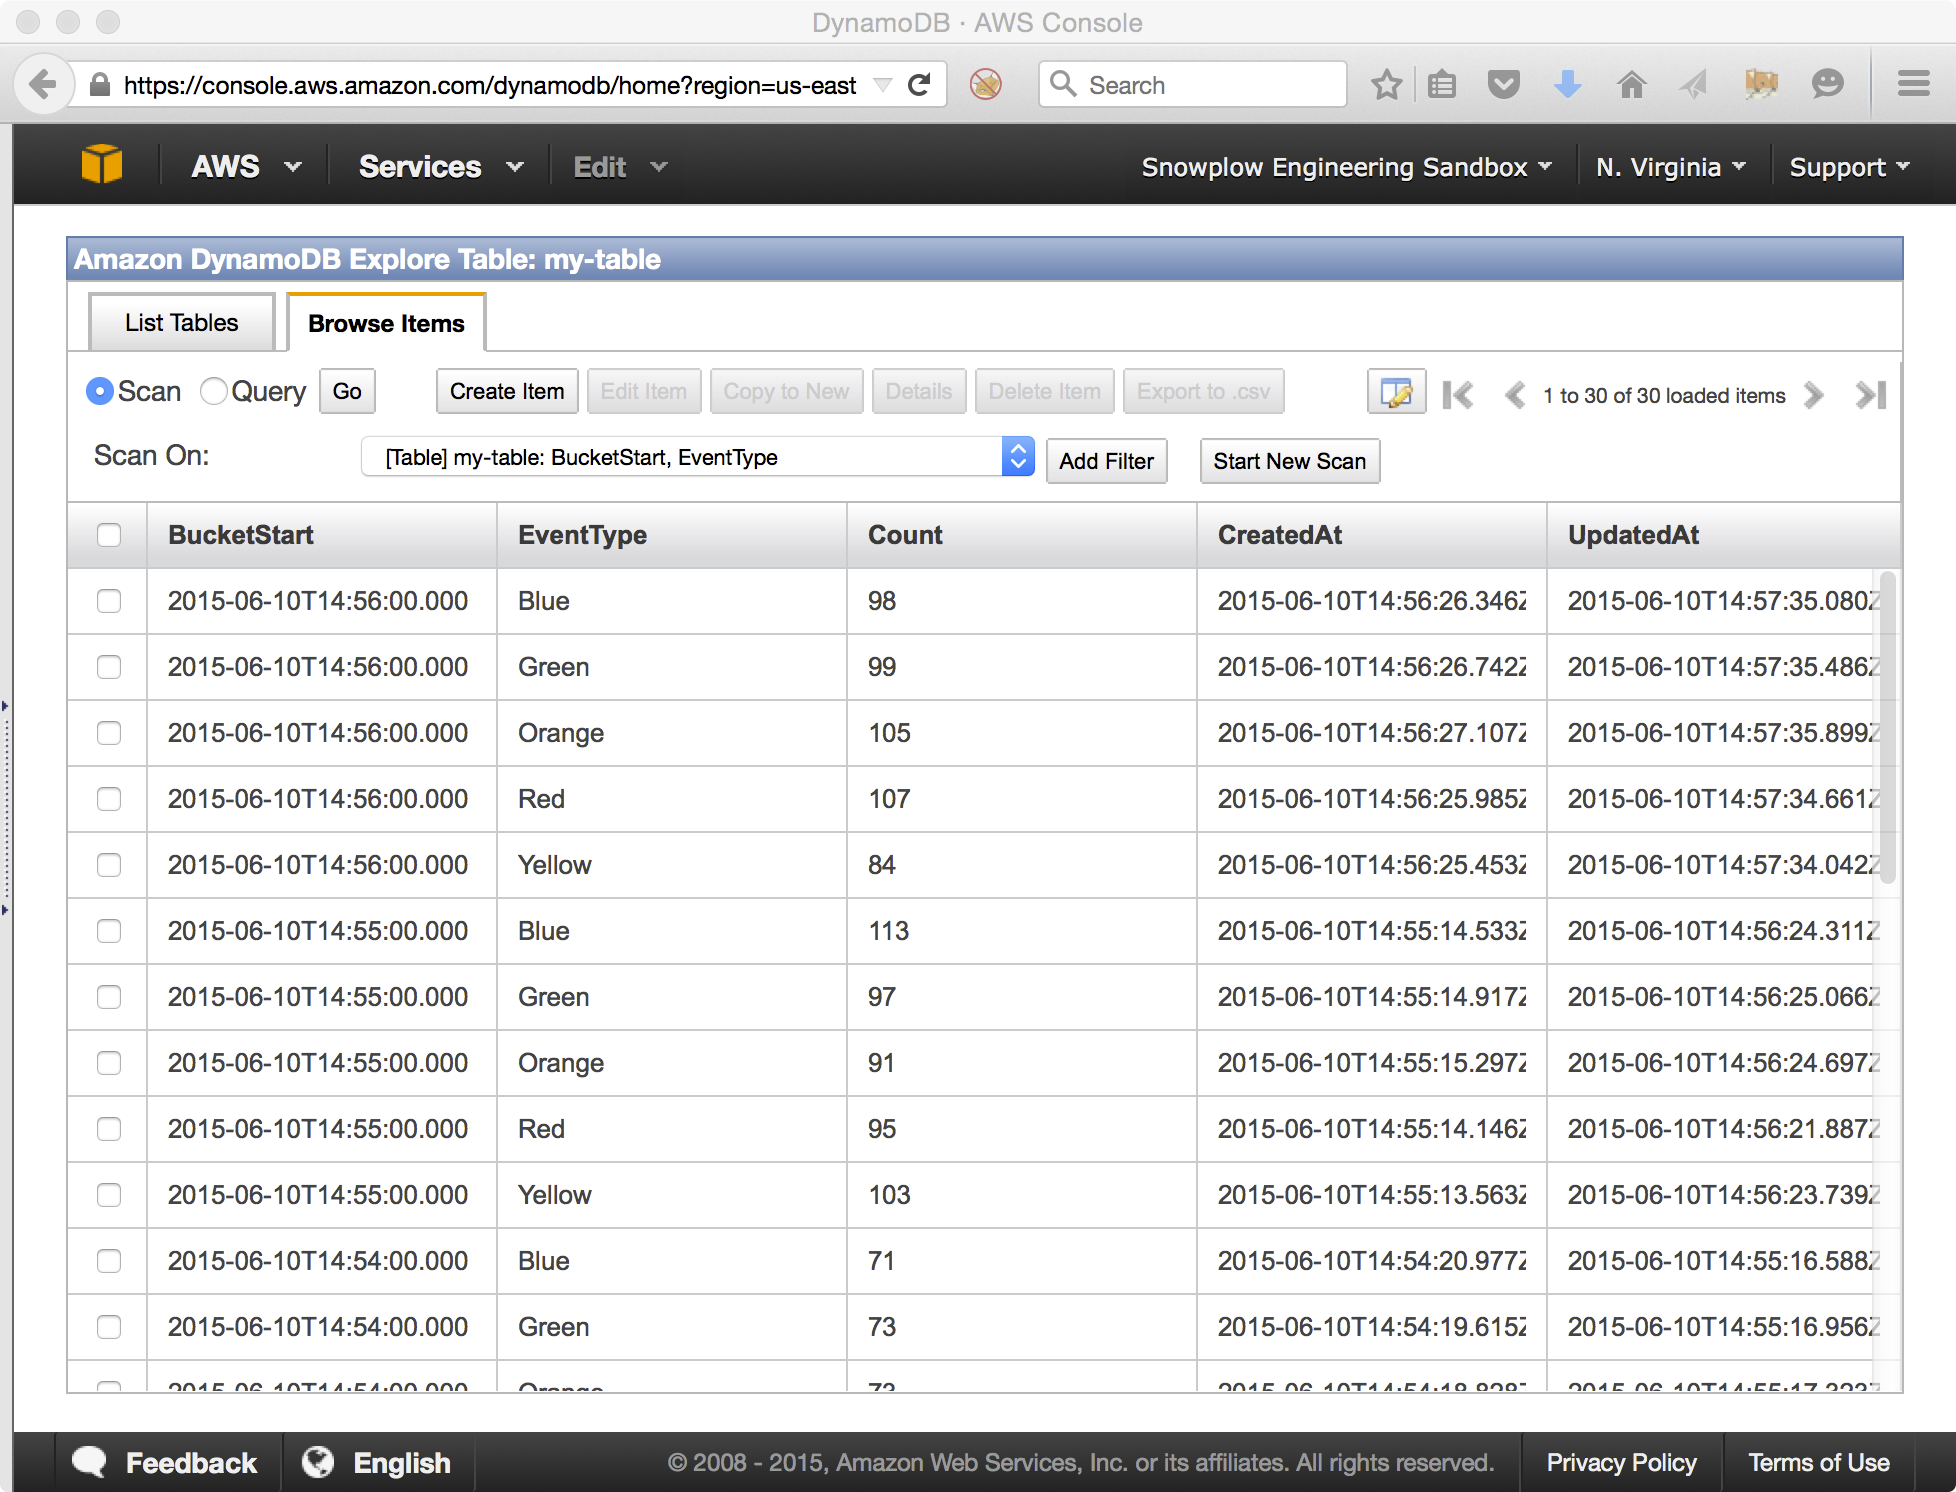 DynamoDB · AWS Console
https://console.aws.amazon.com/dynamodb/home?region=us-east
Search
AWS Services Edit Snowplow Engineering Sandbox N. Virginia Support
Amazon DynamoDB Explore Table: my-table
List Tables Browse Items
Scan Query Go Create Item Edit Item Copy to New Details Delete Item Export to .csv 1 to 30 of 30 loaded items
Scan On: [Table] my-table: BucketStart, EventType Add Filter Start New Scan
BucketStart EventType Count CreatedAt UpdatedAt
2015-06-10T14:56:00.000 Blue 98 2015-06-10T14:56:26.346Z 2015-06-10T14:57:35.080Z
2015-06-10T14:56:00.000 Green 99 2015-06-10T14:56:26.742Z 2015-06-10T14:57:35.486Z
2015-06-10T14:56:00.000 Orange 105 2015-06-10T14:56:27.107Z 2015-06-10T14:57:35.899Z
2015-06-10T14:56:00.000 Red 107 2015-06-10T14:56:25.985Z 2015-06-10T14:57:34.661Z
2015-06-10T14:56:00.000 Yellow 84 2015-06-10T14:56:25.453Z 2015-06-10T14:57:34.042Z
2015-06-10T14:55:00.000 Blue 113 2015-06-10T14:55:14.533Z 2015-06-10T14:56:24.311Z
2015-06-10T14:55:00.000 Green 97 2015-06-10T14:55:14.917Z 2015-06-10T14:56:25.066Z
2015-06-10T14:55:00.000 Orange 91 2015-06-10T14:55:15.297Z 2015-06-10T14:56:24.697Z
2015-06-10T14:55:00.000 Red 95 2015-06-10T14:55:14.146Z 2015-06-10T14:56:21.887Z
2015-06-10T14:55:00.000 Yellow 103 2015-06-10T14:55:13.563Z 2015-06-10T14:56:23.739Z
2015-06-10T14:54:00.000 Blue 71 2015-06-10T14:54:20.977Z 2015-06-10T14:55:16.588Z
2015-06-10T14:54:00.000 Green 73 2015-06-10T14:54:19.615Z 2015-06-10T14:55:16.956Z
2015-06-10T14:54:00.000 Orange
Feedback English © 2008 - 2015, Amazon Web Services, Inc. or its affiliates. All rights reserved. Privacy Policy Terms of Use